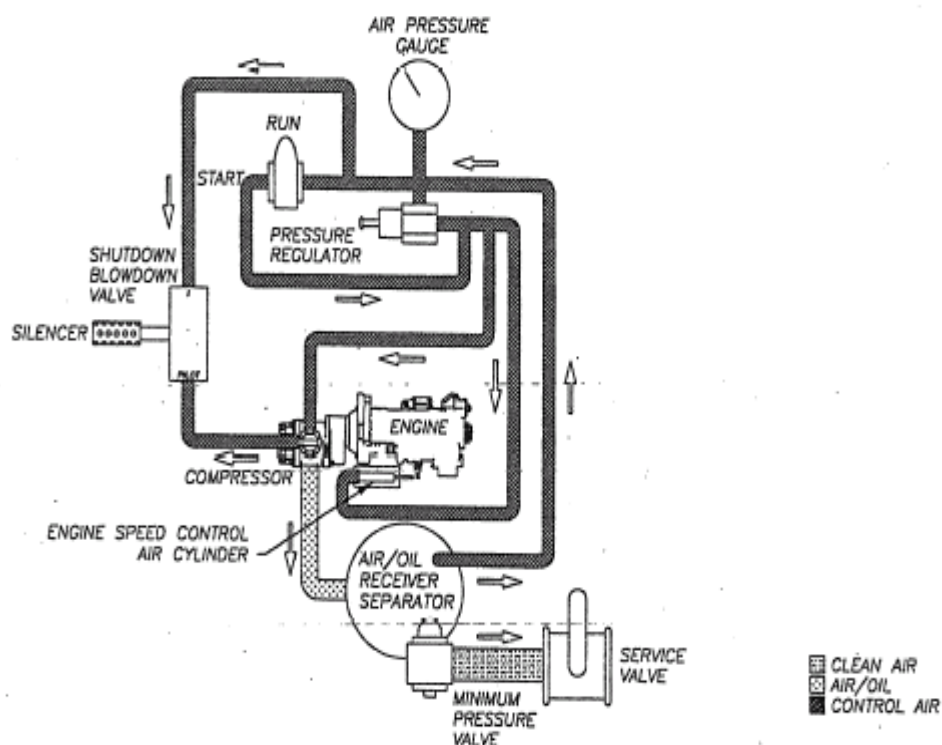 AIR PRESSURE
GAUGE
RUN
START
PRESSURE
REGULATOR
SHUTDOWN
BLOWDOWN
VALVE
SILENCER
PILOT
ENGINE
COMPRESSOR
ENGINE SPEED CONTROL
AIR CYLINDER
AIR/OIL
RECEIVER
SEPARATOR
SERVICE
VALVE
MINIMUM
PRESSURE
VALVE
CLEAN AIR
AIR/OIL
CONTROL AIR